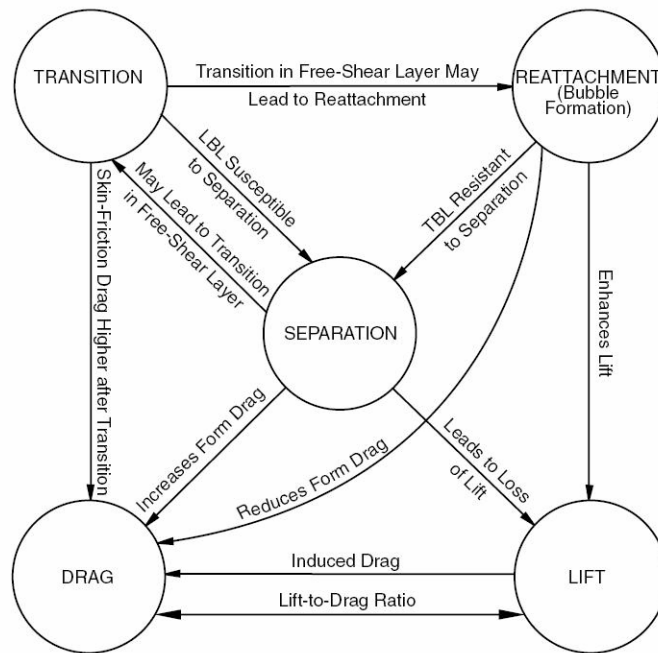 TRANSITION
Transition in Free-Shear Layer May
Lead to Reattachment
REATTACHMENT
(Bubble
Formation)
LBL Susceptible
to Separation
May Lead to Transition
in Free-Shear Layer
TBL Resistant
to Separation
Skin-Friction Drag Higher after Transition
Enhances Lift
SEPARATION
Increases Form Drag
Reduces Form Drag
Leads to Loss
of Lift
DRAG
Induced Drag
Lift-to-Drag Ratio
LIFT